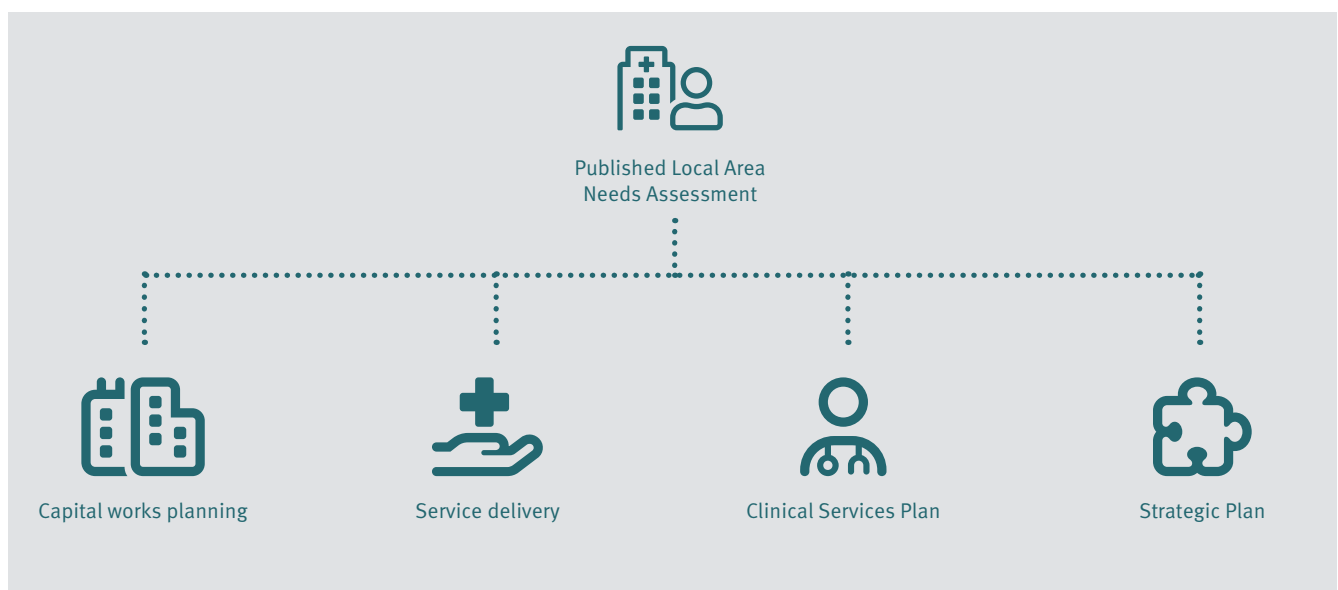 Published Local Area
Needs Assessment
Capital works planning
Service delivery
Clinical Services Plan
Strategic Plan